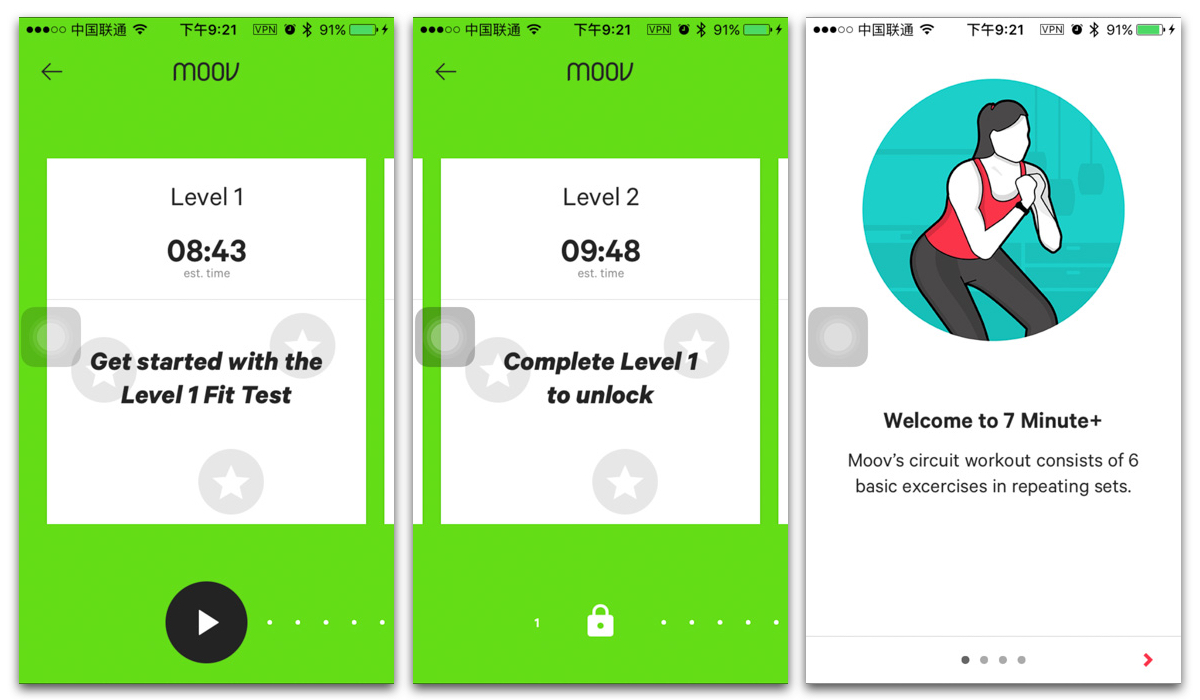 中国联通 下午9:21 VPN 91%
MOOV
Level 1
08:43
est. time
Get started with the
Level 1 Fit Test
中国联通 下午9:21 VPN 91%
MOOV
Level 2
09:48
est. time
Complete Level 1
to unlock
1
中国联通 下午9:21 VPN 91%
Welcome to 7 Minute+
Moov's circuit workout consists of 6
basic excercises in repeating sets.